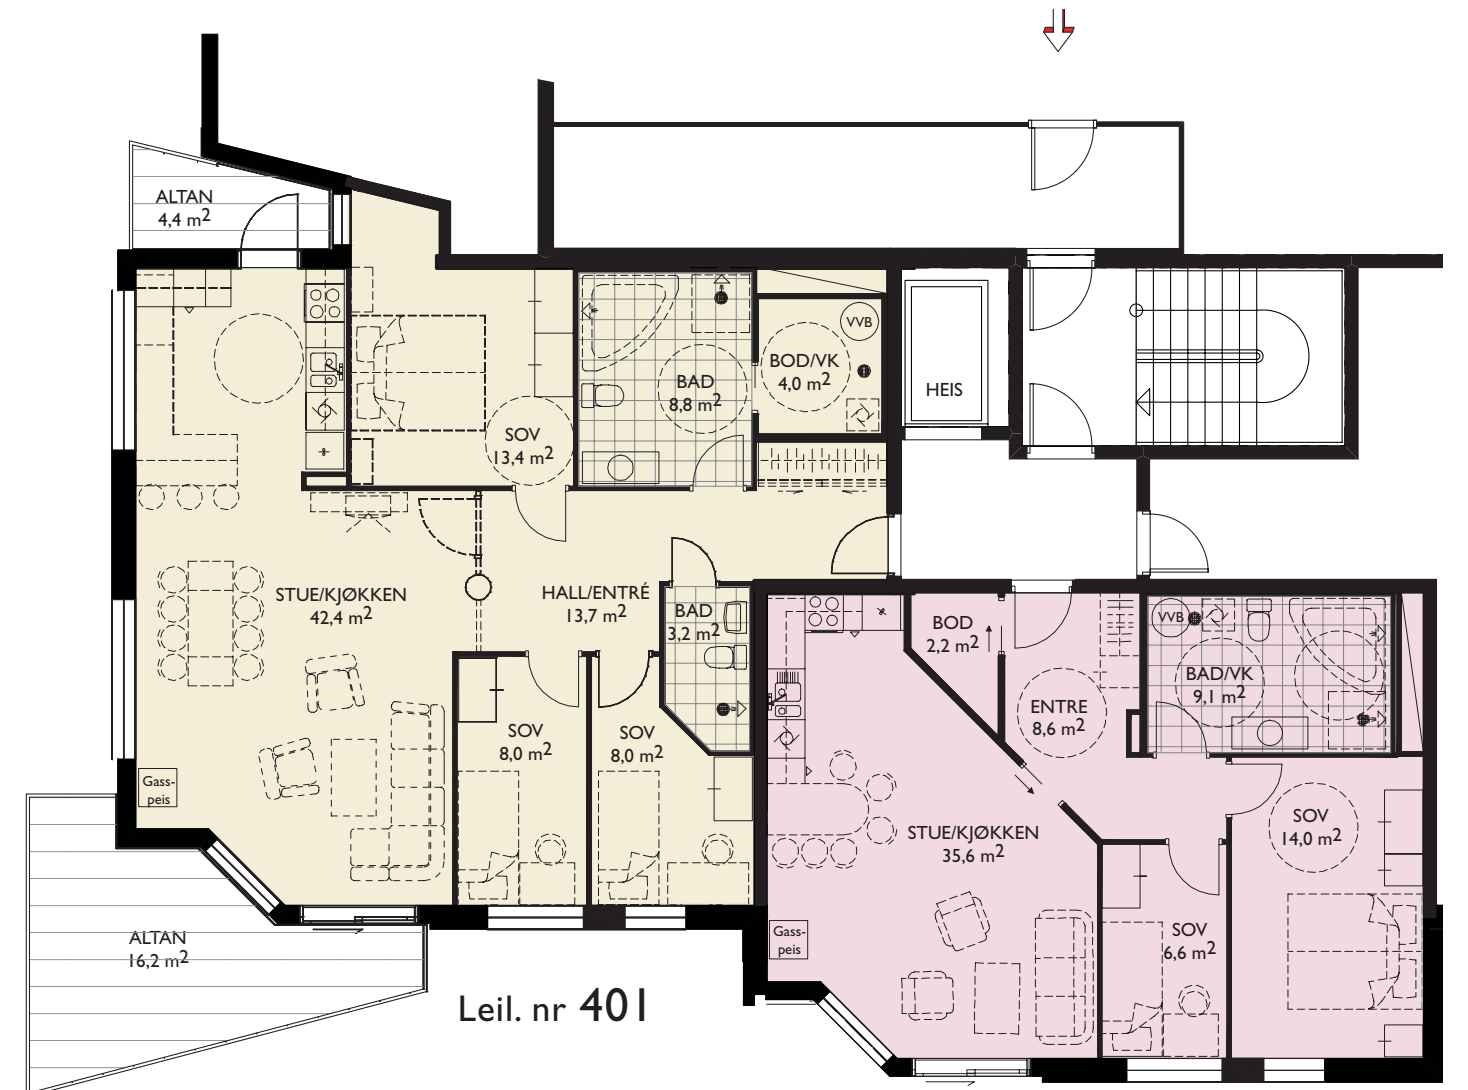 ALTAN
4,4 m2
VVB
BOD/VK
4,0 m2
BAD
8,8 m2
HEIS
SOV
13,4 m2
STUE/KJØKKEN
42,4 m2
HALL/ENTRÉ
13,7 m2
BAD
3,2 m2
SOV
8,0 m2
SOV
8,0 m2
Gass-
peis
ALTAN
16,2 m2
Leil. nr 401
BOD
2,2 m2
VVB
BAD/VK
9,1 m2
ENTRE
8,6 m2
STUE/KJØKKEN
35,6 m2
SOV
14,0 m2
SOV
6,6 m2
Gass-
peis